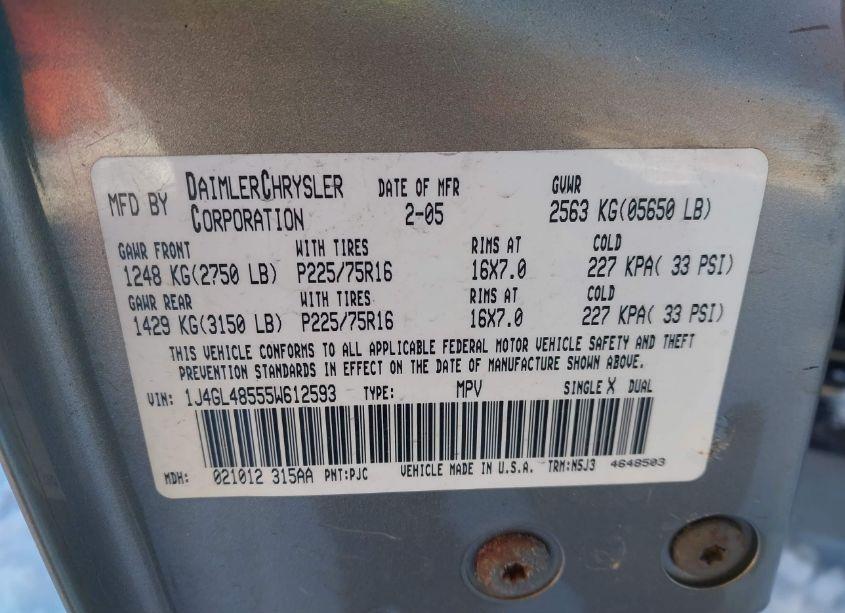 MFD BY DAIMLERCHRYSLER CORPORATION DATE OF MFR 2-05 GVWR 2563 KG(05650 LB)
GAWR FRONT WITH TIRES RIMS AT COLD
1248 KG(2750 LB) P225/75R16 16X7.0 227 KPA( 33 PSI)
GAWR REAR WITH TIRES RIMS AT COLD
1429 KG(3150 LB) P225/75R16 16X7.0 227 KPA( 33 PSI)
THIS VEHICLE CONFORMS TO ALL APPLICABLE FEDERAL MOTOR VEHICLE SAFETY AND THEFT
PREVENTION STANDARDS IN EFFECT ON THE DATE OF MANUFACTURE SHOWN ABOVE.
VIN: 1J4GL48555W612593 TYPE: MPV SINGLE X DUAL
MDH: 021012 315AA PNT:PJC VEHICLE MADE IN U.S.A. TRM:N5J3 4648503